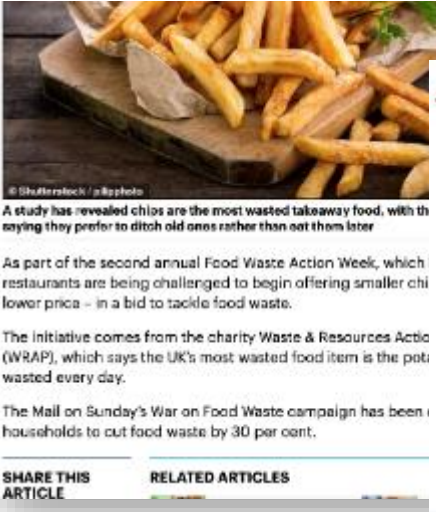 © Shutterstock / pilipphoto
A study has revealed chips are the most wasted takeaway food, with th
saying they prefer to ditch old ones rather than eat them later
As part of the second annual Food Waste Action Week, which
restaurants are being challenged to begin offering smaller chi
lower price – in a bid to tackle food waste.
The initiative comes from the charity Waste & Resources Actio
(WRAP), which says the UK's most wasted food item is the pota
wasted every day.
The Mail on Sunday's War on Food Waste campaign has been
households to cut food waste by 30 per cent.
SHARE THIS
ARTICLE
RELATED ARTICLES